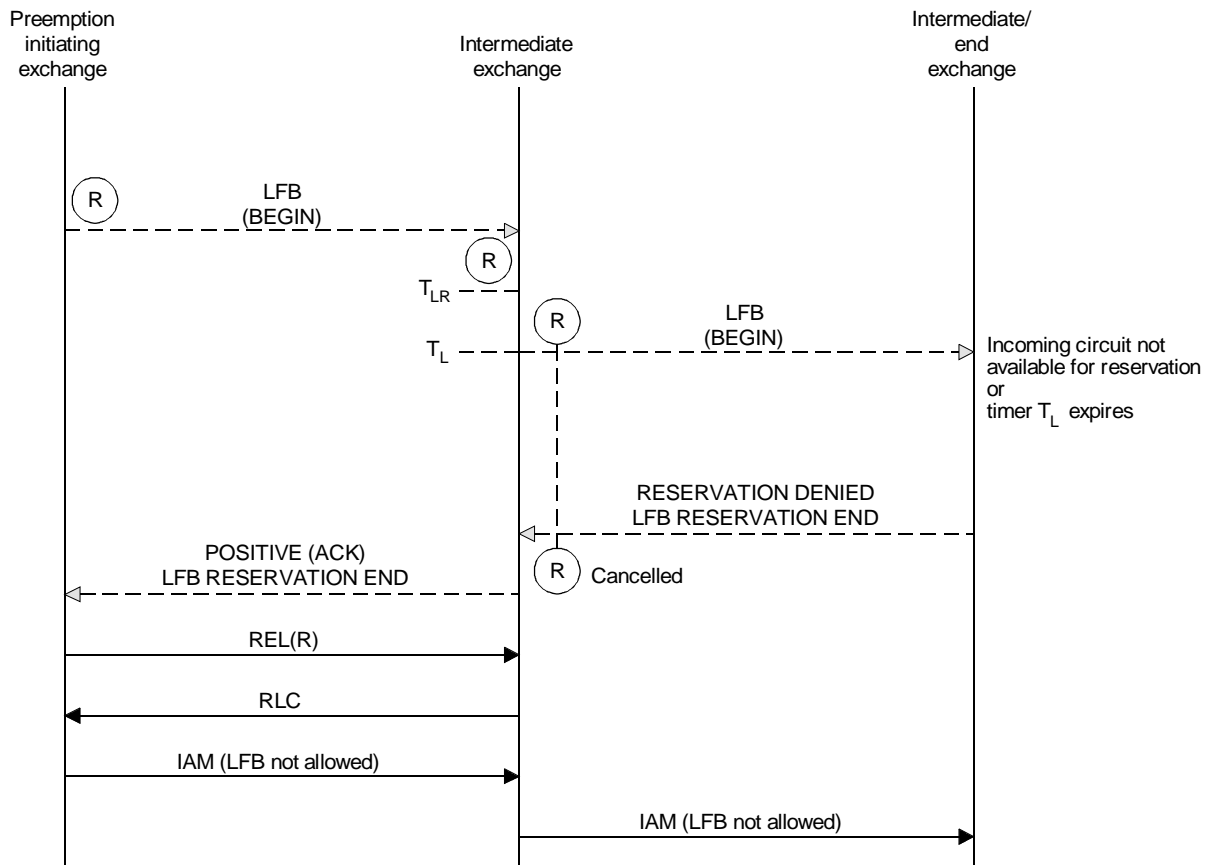 Preemption
initiating
exchange
Intermediate
exchange
Intermediate/
end
exchange
R
LFB
(BEGIN)
R
TLR
R
LFB
(BEGIN)
TL
Incoming circuit not
available for reservation
or
timer TL expires
RESERVATION DENIED
LFB RESERVATION END
POSITIVE (ACK)
LFB RESERVATION END
R
Cancelled
REL(R)
RLC
IAM (LFB not allowed)
IAM (LFB not allowed)